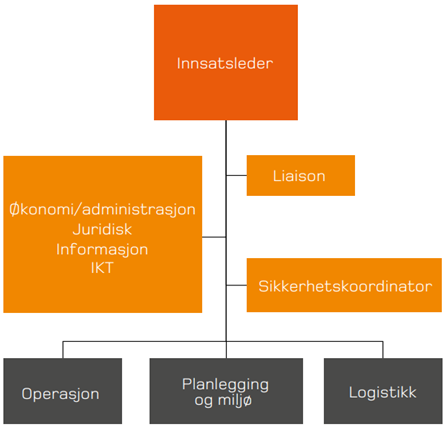 Innsatsleder
Økonomi/administrasjon
Juridisk
Informasjon
IKT
Liaison
Sikkerhetskoordinator
Operasjon
Planlegging
og miljø
Logistikk